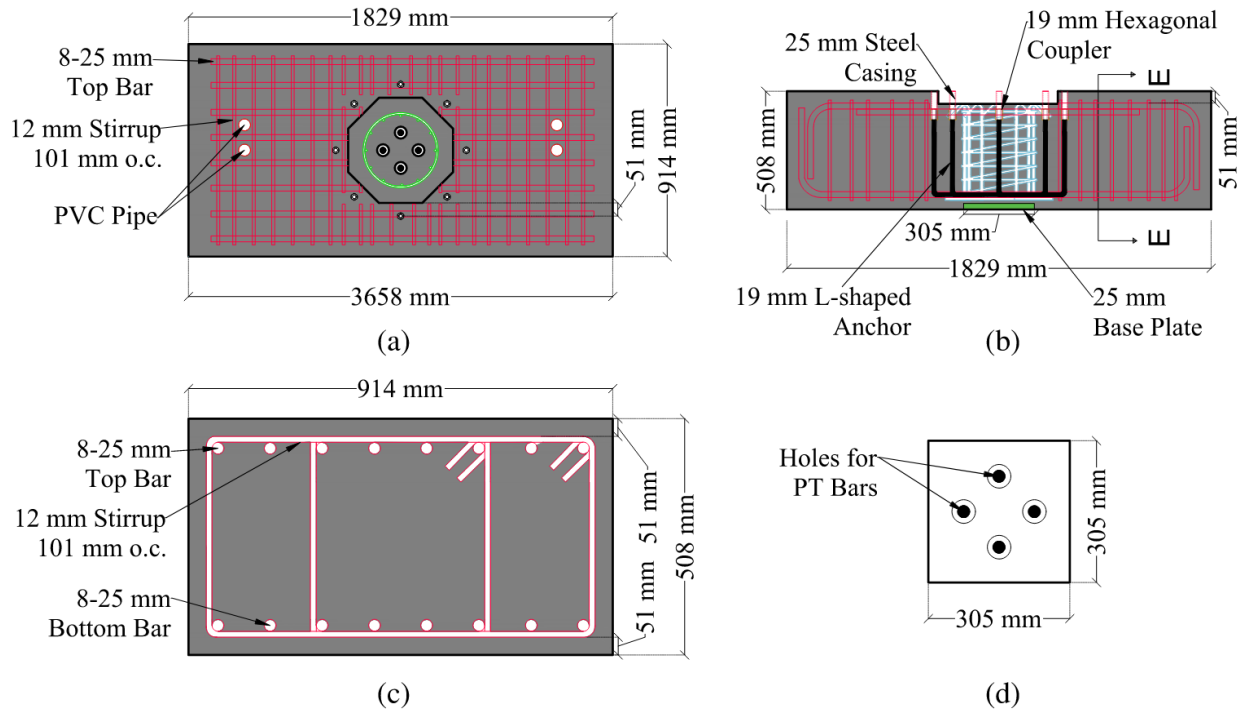 1829 mm
8-25 mm
Top Bar
12 mm Stirrup
101 mm o.c.
PVC Pipe
51 mm
914 mm
3658 mm
(a)
19 mm Hexagonal
Coupler
25 mm Steel
Casing
E
508 mm
51 mm
305 mm
E
1829 mm
19 mm L-shaped
Anchor
25 mm
Base Plate
(b)
914 mm
8-25 mm
Top Bar
12 mm Stirrup
101 mm o.c.
8-25 mm
Bottom Bar
51 mm
51 mm
508 mm
(c)
Holes for
PT Bars
305 mm
305 mm
(d)